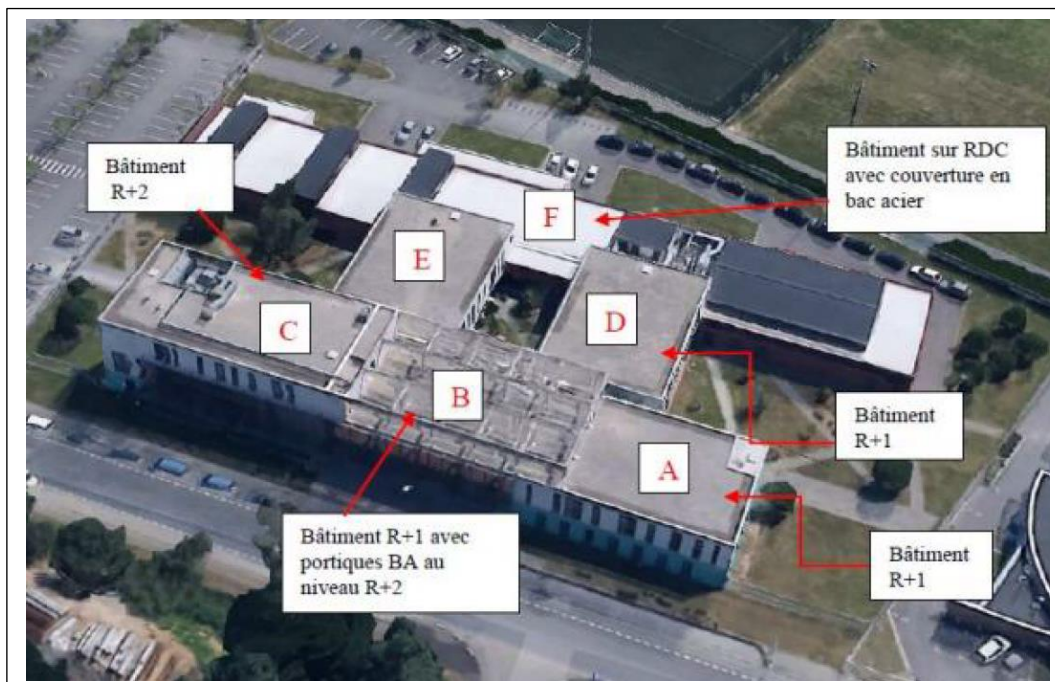 Bâtiment
R+2
Bâtiment sur RDC
avec couverture en
bac acier
F
E
D
C
B
A
Bâtiment
R+1
Bâtiment R+1 avec
portiques BA au
niveau R+2
Bâtiment
R+1